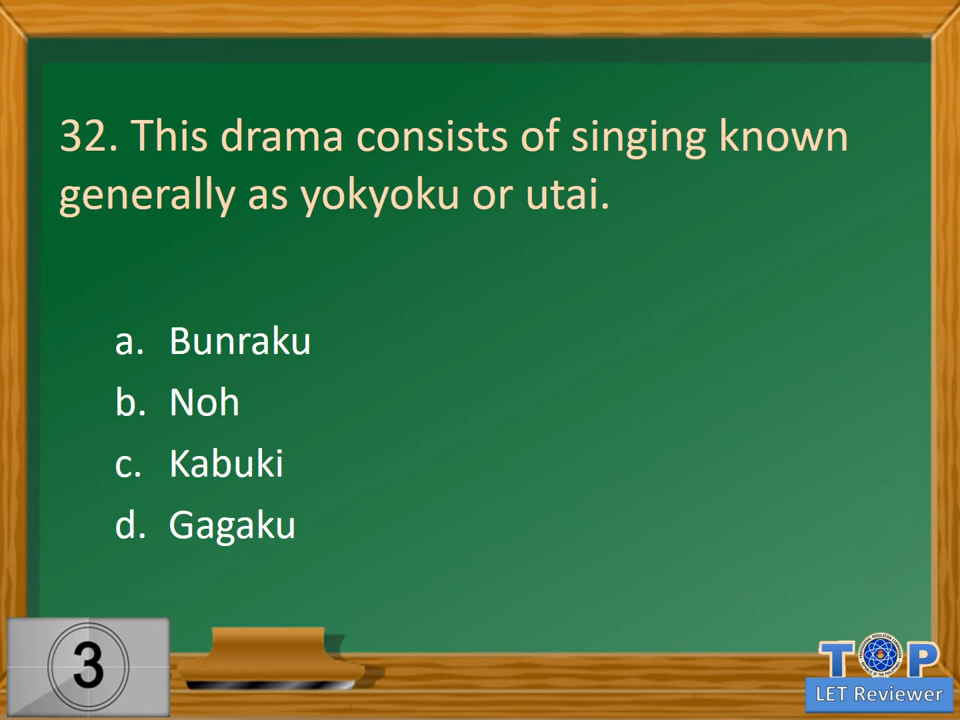 32. This drama consists of singing known
generally as yokyoku or utai.
a. Bunraku
b. Noh
c. Kabuki
d. Gagaku
3
TOP
LET Reviewer